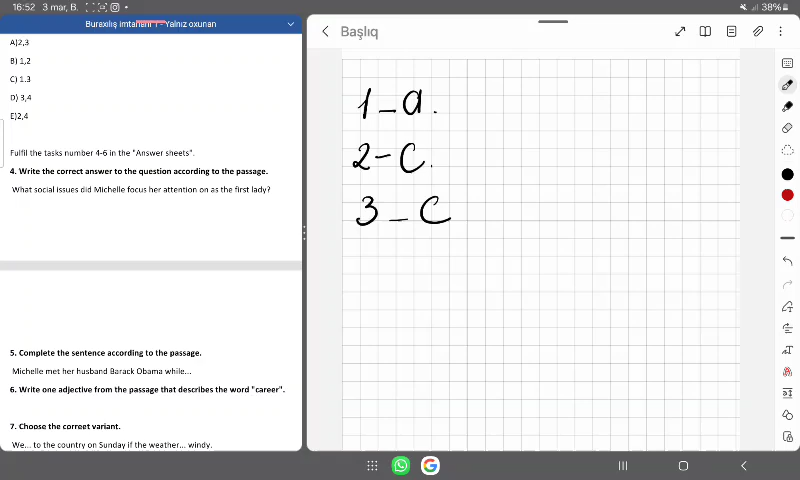 16:52 3 mar, B. 38%
Buraxılış imtahanı 1 - Yalnız oxunan
A)2,3
B) 1,2
C) 1.3
D) 3,4
E)2,4
Fulfil the tasks number 4-6 in the "Answer sheets".
4. Write the correct answer to the question according to the passage.
What social issues did Michelle focus her attention on as the first lady?
5. Complete the sentence according to the passage.
Michelle met her husband Barack Obama while...
6. Write one adjective from the passage that describes the word "career".
7. Choose the correet variant.
We... to the country on Sunday if the weather... windy.
Başlıq
1-a.
2-C.
3-C